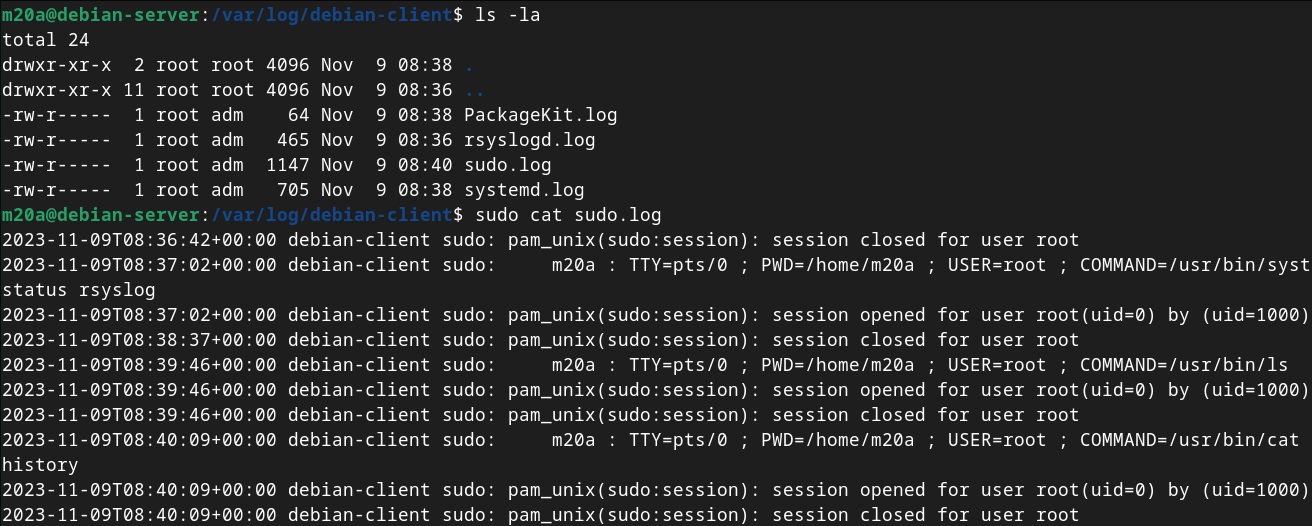 m20a@debian-server:/var/log/debian-client$ ls -la
total 24
drwxr-xr-x  2 root root 4096 Nov  9 08:38 .
drwxr-xr-x 11 root root 4096 Nov  9 08:36 ..
-rw-r-----  1 root adm    64 Nov  9 08:38 PackageKit.log
-rw-r-----  1 root adm   465 Nov  9 08:36 rsyslogd.log
-rw-r-----  1 root adm  1147 Nov  9 08:40 sudo.log
-rw-r-----  1 root adm   705 Nov  9 08:38 systemd.log
m20a@debian-server:/var/log/debian-client$ sudo cat sudo.log
2023-11-09T08:36:42+00:00 debian-client sudo: pam_unix(sudo:session): session closed for user root
2023-11-09T08:37:02+00:00 debian-client sudo:     m20a : TTY=pts/0 ; PWD=/home/m20a ; USER=root ; COMMAND=/usr/bin/syst
status rsyslog
2023-11-09T08:37:02+00:00 debian-client sudo: pam_unix(sudo:session): session opened for user root(uid=0) by (uid=1000)
2023-11-09T08:38:37+00:00 debian-client sudo: pam_unix(sudo:session): session closed for user root
2023-11-09T08:39:46+00:00 debian-client sudo:     m20a : TTY=pts/0 ; PWD=/home/m20a ; USER=root ; COMMAND=/usr/bin/ls
2023-11-09T08:39:46+00:00 debian-client sudo: pam_unix(sudo:session): session opened for user root(uid=0) by (uid=1000)
2023-11-09T08:39:46+00:00 debian-client sudo: pam_unix(sudo:session): session closed for user root
2023-11-09T08:40:09+00:00 debian-client sudo:     m20a : TTY=pts/0 ; PWD=/home/m20a ; USER=root ; COMMAND=/usr/bin/cat
history
2023-11-09T08:40:09+00:00 debian-client sudo: pam_unix(sudo:session): session opened for user root(uid=0) by (uid=1000)
2023-11-09T08:40:09+00:00 debian-client sudo: pam_unix(sudo:session): session closed for user root